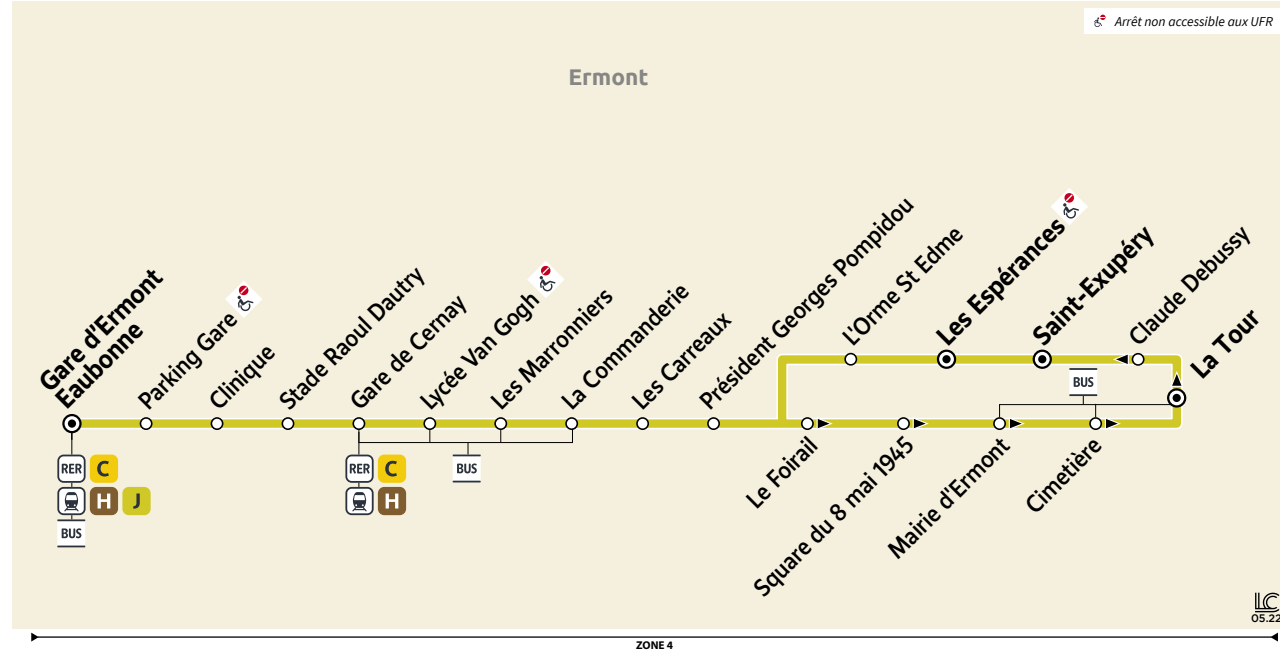 Arrêt non accessible aux UFR
Ermont
Gare d'Ermont
Eaubonne
Parking Gare
Clinique
Stade Raoul Dautry
Gare de Cernay
Lycée Van Gogh
Les Marronniers
La Commanderie
Les Carreaux
Président Georges Pompidou
L'Orme St Edme
Les Espérances
Saint-Exupéry
Claude Debussy
La Tour
BUS
Le Foirail
Square du 8 mai 1945
Mairie d'Ermont
Cimetière
RER C
H J
BUS
RER C
H
BUS
LC
05.22
ZONE 4